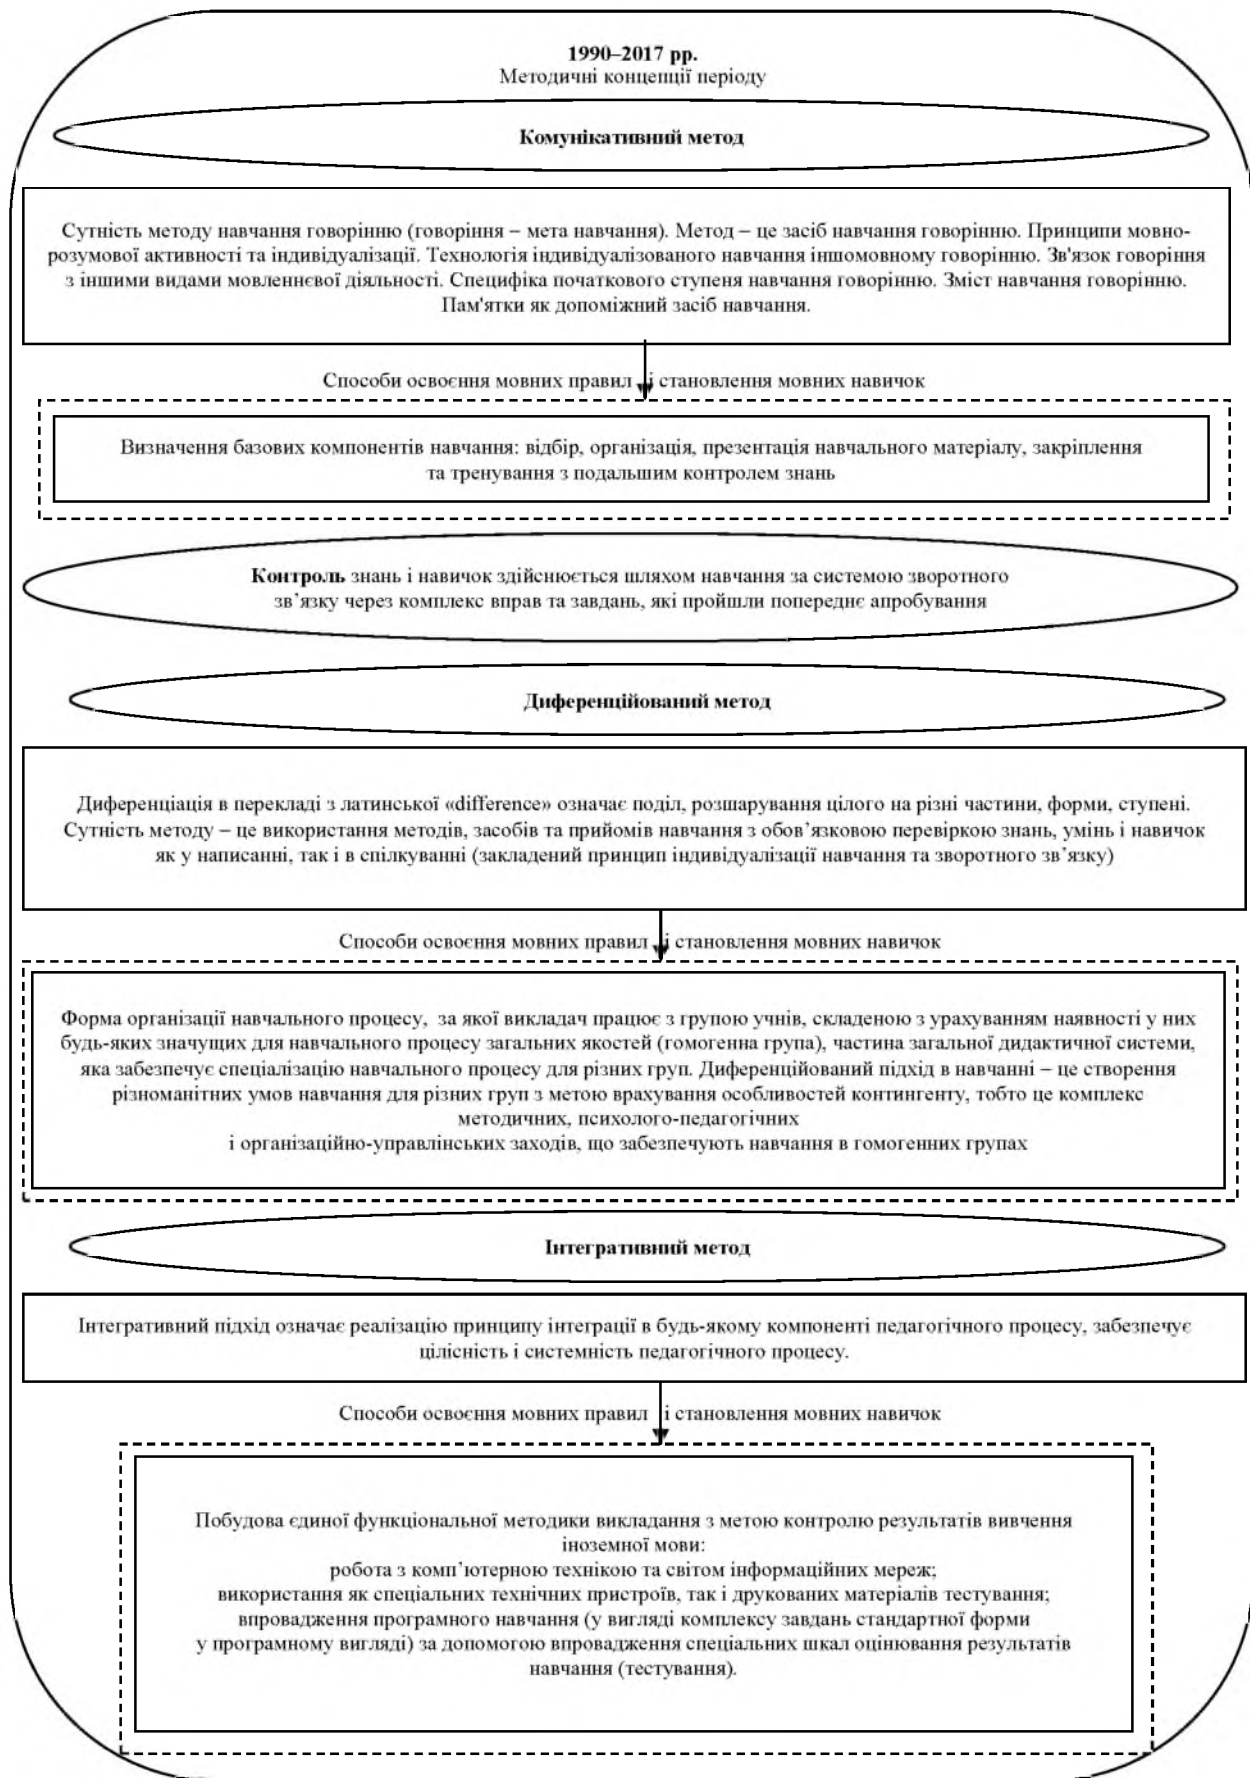 1990–2017 рр.
Методичні концепції періоду
Комунікативний метод
Сутність методу навчання говорінню (говоріння – мета навчання). Метод – це засіб навчання говорінню. Принципи мовно-
розумової активності та індивідуалізації. Технологія індивідуалізованого навчання іншомовному говорінню. Зв'язок говоріння
з іншими видами мовленнєвої діяльності. Специфіка початкового ступеня навчання говорінню. Зміст навчання говорінню.
Пам'ятки як допоміжний засіб навчання.
Способи освоєння мовних правил і становлення мовних навичок
Визначення базових компонентів навчання: відбір, організація, презентація навчального матеріалу, закріплення
та тренування з подальшим контролем знань
Контроль знань і навичок здійснюється шляхом навчання за системою зворотного
зв’язку через комплекс вправ та завдань, які пройшли попереднє апробування
Диференційований метод
Диференціація в перекладі з латинської «difference» означає поділ, розшарування цілого на різні частини, форми, ступені.
Сутність методу – це використання методів, засобів та прийомів навчання з обов’язковою перевіркою знань, умінь і навичок
як у написанні, так і в спілкуванні (закладений принцип індивідуалізації навчання та зворотного зв’язку)
Способи освоєння мовних правил і становлення мовних навичок
Форма організації навчального процесу, за якої викладач працює з групою учнів, складеною з урахуванням наявності у них
будь-яких значущих для навчального процесу загальних якостей (гомогенна група), частина загальної дидактичної системи,
яка забезпечує спеціалізацію навчального процесу для різних груп. Диференційований підхід в навчанні – це створення
різноманітних умов навчання для різних груп з метою врахування особливостей контингенту, тобто це комплекс
методичних, психолого-педагогічних
і організаційно-управлінських заходів, що забезпечують навчання в гомогенних групах
Інтегративний метод
Інтегративний підхід означає реалізацію принципу інтеграції в будь-якому компоненті педагогічного процесу, забезпечує
цілісність і системність педагогічного процесу.
Способи освоєння мовних правил і становлення мовних навичок
Побудова єдиної функціональної методики викладання з метою контролю результатів вивчення
іноземної мови:
робота з комп’ютерною технікою та світом інформаційних мереж;
використання як спеціальних технічних пристроїв, так і друкованих матеріалів тестування;
впровадження програмного навчання (у вигляді комплексу завдань стандартної форми
у програмному вигляді) за допомогою впровадження спеціальних шкал оцінювання результатів
навчання (тестування).